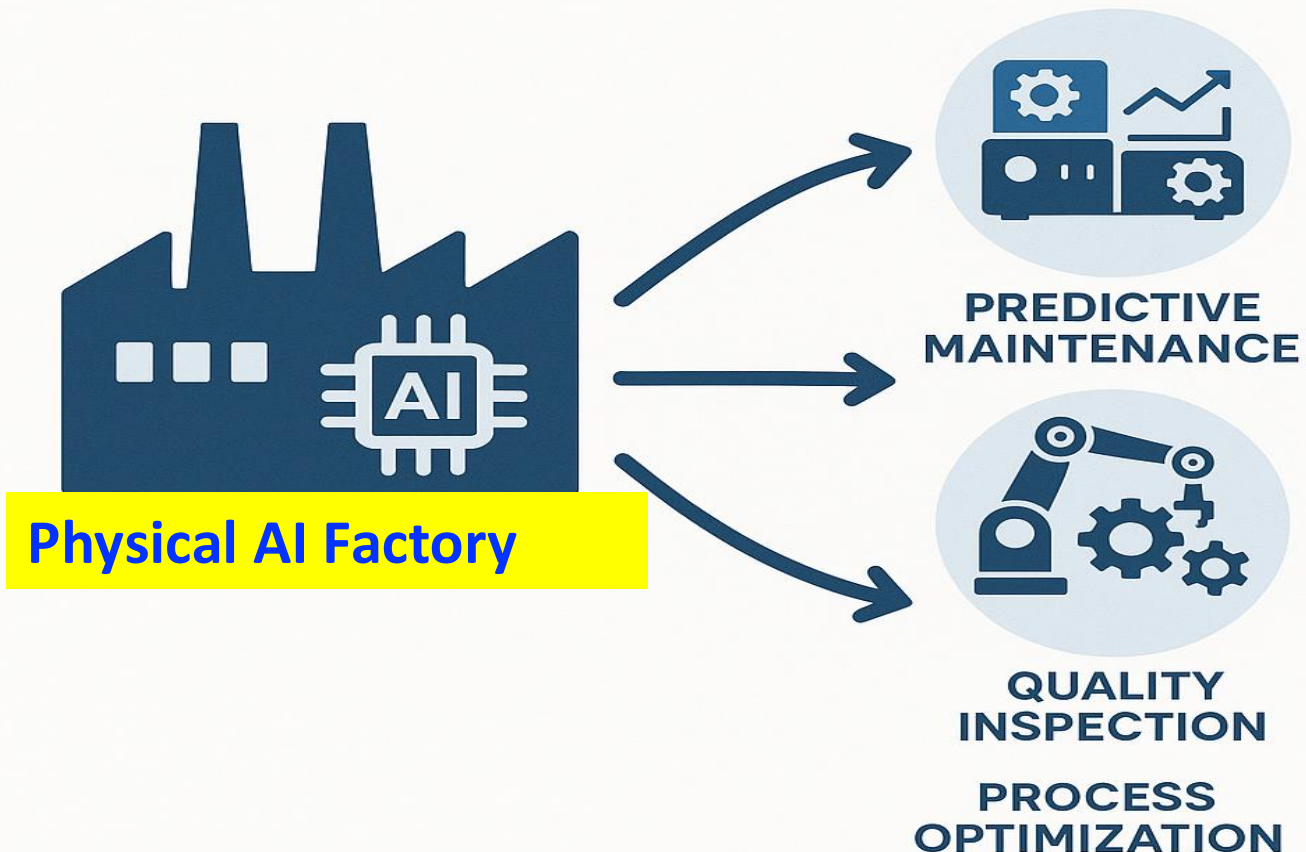 AI
Physical AI Factory
PREDICTIVE
MAINTENANCE
QUALITY
INSPECTION
PROCESS
OPTIMIZATION